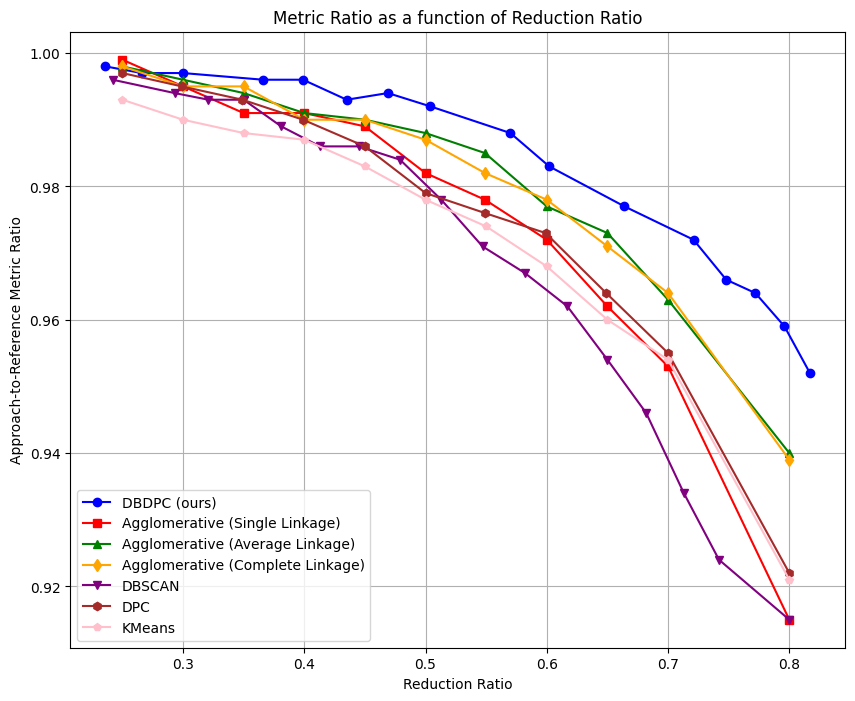 Metric Ratio as a function of Reduction Ratio
Approach-to-Reference Metric Ratio
1.00
0.98
0.96
0.94
0.92
DBDPC (ours)
Agglomerative (Single Linkage)
Agglomerative (Average Linkage)
Agglomerative (Complete Linkage)
DBSCAN
DPC
KMeans
0.3 0.4 0.5 0.6 0.7 0.8
Reduction Ratio